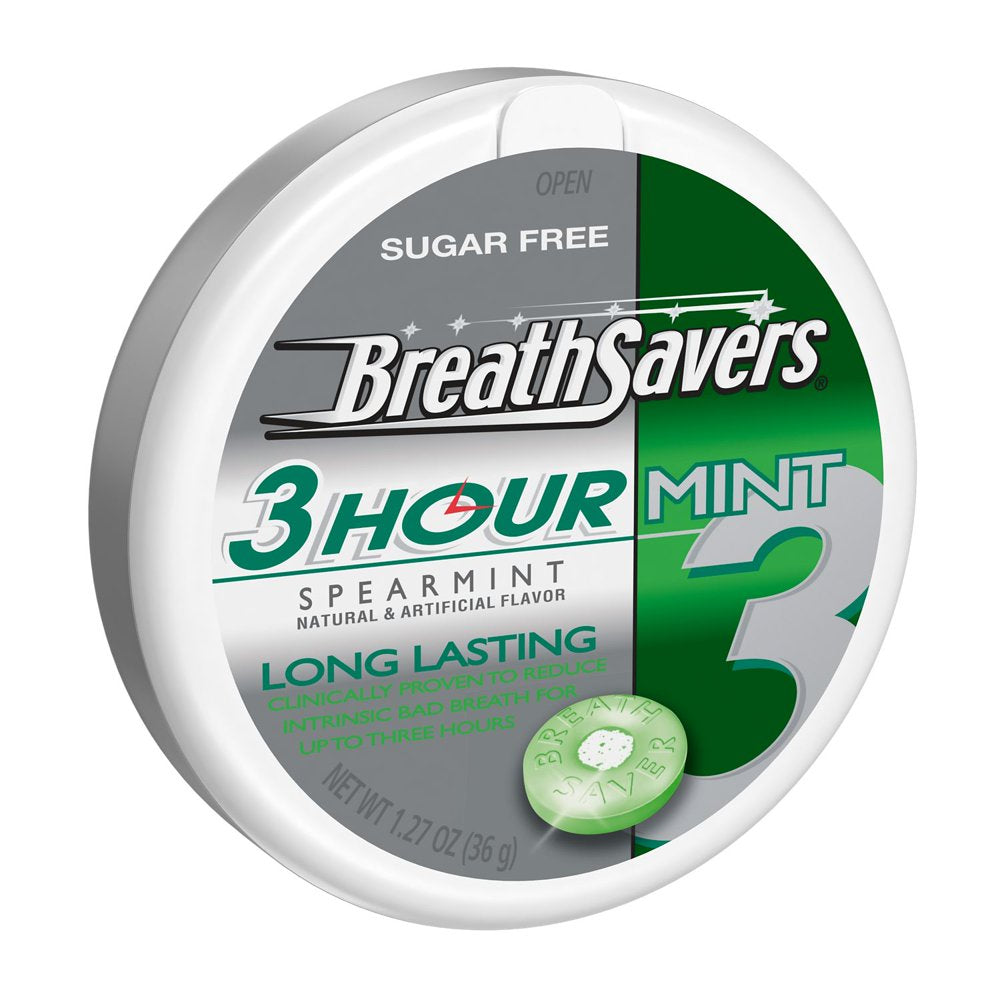 OPEN
SUGAR FREE
BreathSavers®
3 HOUR MINT
3
SPEARMINT
NATURAL & ARTIFICIAL FLAVOR
LONG LASTING
CLINICALLY PROVEN TO REDUCE
INTRINSIC BAD BREATH FOR
UP TO THREE HOURS
BREATH
SAVER
NET WT 1.27 OZ (36 g)